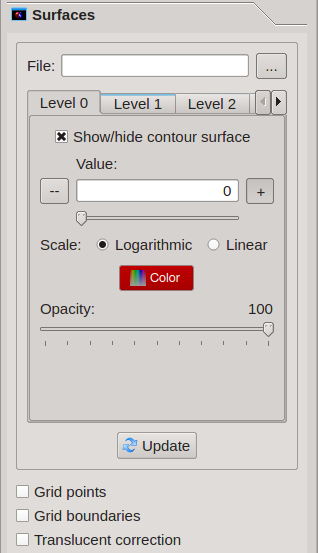 Surfaces
File: ...
Level 0 Level 1 Level 2
Show/hide contour surface
Value:
-- 0 +
Scale: Logarithmic Linear
Color
Opacity: 100
Update
Grid points
Grid boundaries
Translucent correction